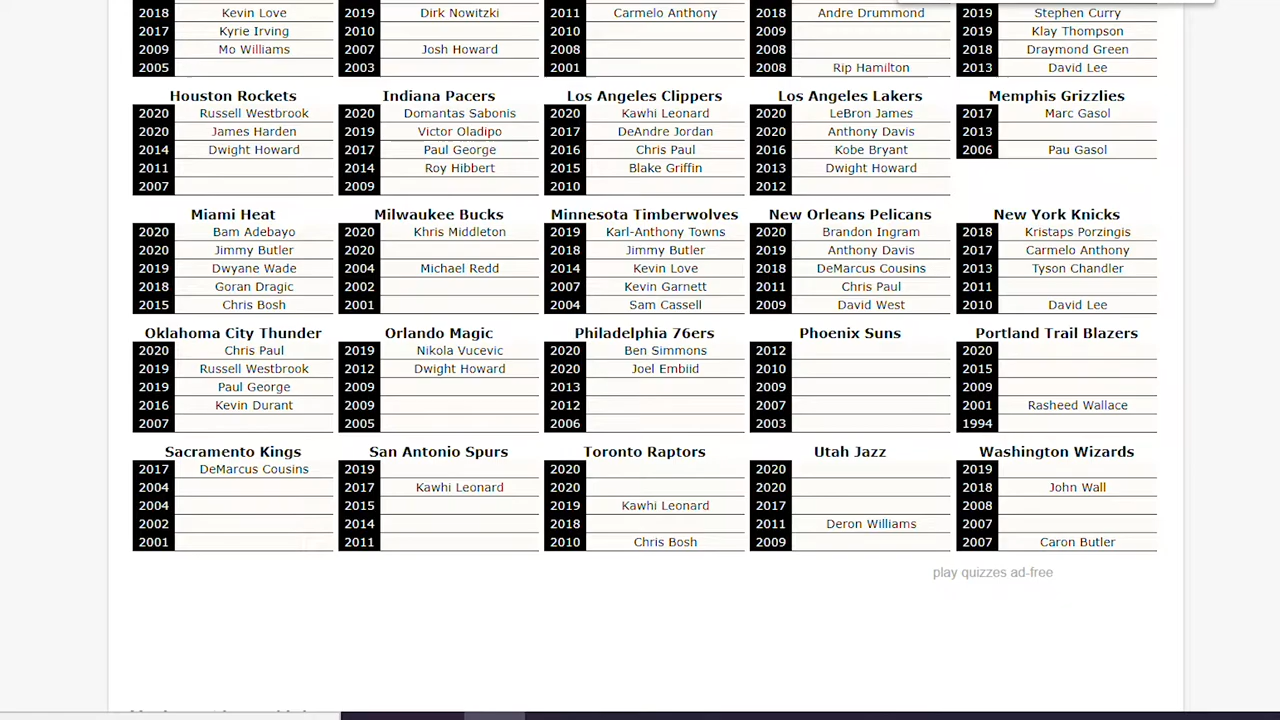 2018 Kevin Love 2019 Dirk Nowitzki 2011 Carmelo Anthony 2018 Andre Drummond 2019 Stephen Curry
2017 Kyrie Irving 2010 2010 2009 2019 Klay Thompson
2009 Mo Williams 2007 Josh Howard 2008 2008 2018 Draymond Green
2005 2003 2001 2008 Rip Hamilton 2013 David Lee
Houston Rockets Indiana Pacers Los Angeles Clippers Los Angeles Lakers Memphis Grizzlies
2020 Russell Westbrook 2020 Domantas Sabonis 2020 Kawhi Leonard 2020 LeBron James 2017 Marc Gasol
2020 James Harden 2019 Victor Oladipo 2017 DeAndre Jordan 2020 Anthony Davis 2013
2014 Dwight Howard 2017 Paul George 2016 Chris Paul 2016 Kobe Bryant 2006 Pau Gasol
2011 2014 Roy Hibbert 2015 Blake Griffin 2013 Dwight Howard
2007 2009 2010 2012
Miami Heat Milwaukee Bucks Minnesota Timberwolves New Orleans Pelicans New York Knicks
2020 Bam Adebayo 2020 Khris Middleton 2019 Karl-Anthony Towns 2020 Brandon Ingram 2018 Kristaps Porzingis
2020 Jimmy Butler 2020 2018 Jimmy Butler 2019 Anthony Davis 2017 Carmelo Anthony
2019 Dwyane Wade 2004 Michael Redd 2014 Kevin Love 2018 DeMarcus Cousins 2013 Tyson Chandler
2018 Goran Dragic 2002 2007 Kevin Garnett 2011 Chris Paul 2011
2015 Chris Bosh 2001 2004 Sam Cassell 2009 David West 2010 David Lee
Oklahoma City Thunder Orlando Magic Philadelphia 76ers Phoenix Suns Portland Trail Blazers
2020 Chris Paul 2019 Nikola Vucevic 2020 Ben Simmons 2012 2020
2019 Russell Westbrook 2012 Dwight Howard 2020 Joel Embiid 2010 2015
2019 Paul George 2009 2013 2009 2009
2016 Kevin Durant 2009 2012 2007 2001 Rasheed Wallace
2007 2005 2006 2003 1994
Sacramento Kings San Antonio Spurs Toronto Raptors Utah Jazz Washington Wizards
2017 DeMarcus Cousins 2019 2020 2020 2019
2004 2017 Kawhi Leonard 2020 2020 2018 John Wall
2004 2015 2019 Kawhi Leonard 2017 2008
2002 2014 2018 2011 Deron Williams 2007
2001 2011 2010 Chris Bosh 2009 2007 Caron Butler
play quizzes ad-free